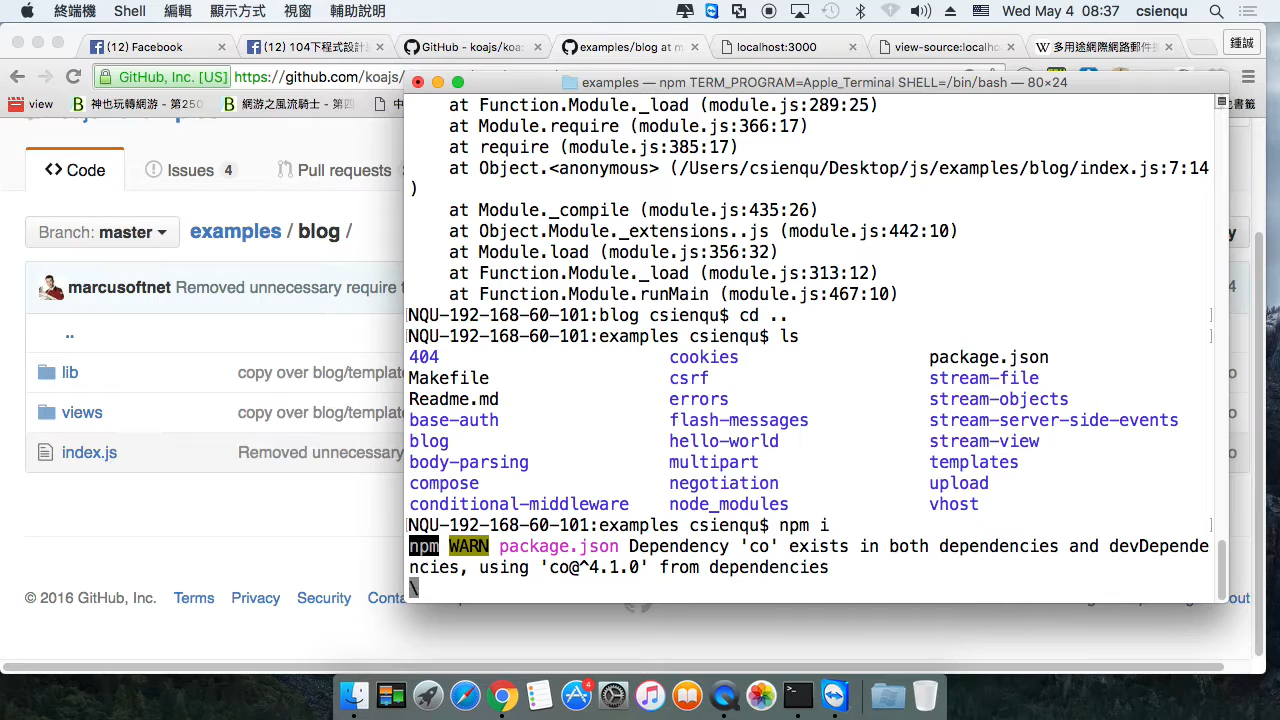 終端機 Shell 編輯 顯示方式 視窗 輔助說明 Wed May 4 08:37 csienqu
(12) Facebook
(12) 104下程式設計
GitHub - koajs/koa
examples/blog at m
localhost:3000
view-source:localh
多用途網際網路郵件
鍾誠
GitHub, Inc. [US] https://github.com/koajs/
view
神也玩轉網游 - 第250
網游之風流騎士 - 第四
中
也書籤
examples — npm TERM_PROGRAM=Apple_Terminal SHELL=/bin/bash — 80×24
at Function.Module._load (module.js:289:25)
at Module.require (module.js:366:17)
at require (module.js:385:17)
at Object.<anonymous> (/Users/csienqu/Desktop/js/examples/blog/index.js:7:14
)
at Module._compile (module.js:435:26)
at Object.Module._extensions..js (module.js:442:10)
at Module.load (module.js:356:32)
at Function.Module._load (module.js:313:12)
at Function.Module.runMain (module.js:467:10)
NQU-192-168-60-101:blog csienqu$ cd ..
NQU-192-168-60-101:examples csienqu$ ls
404 cookies package.json
Makefile csrf stream-file
Readme.md errors stream-objects
base-auth flash-messages stream-server-side-events
blog hello-world stream-view
body-parsing multipart templates
compose negotiation upload
conditional-middleware node_modules vhost
NQU-192-168-60-101:examples csienqu$ npm i
npm WARN package.json Dependency 'co' exists in both dependencies and devDepende
ncies, using 'co@^4.1.0' from dependencies
\
Code
Issues 4
Pull requests
Branch: master
examples / blog /
marcusoftnet Removed unnecessary require t
..
lib copy over blog/template
views copy over blog/template
index.js Removed unnecessary
© 2016 GitHub, Inc. Terms Privacy Security Conta
out
4